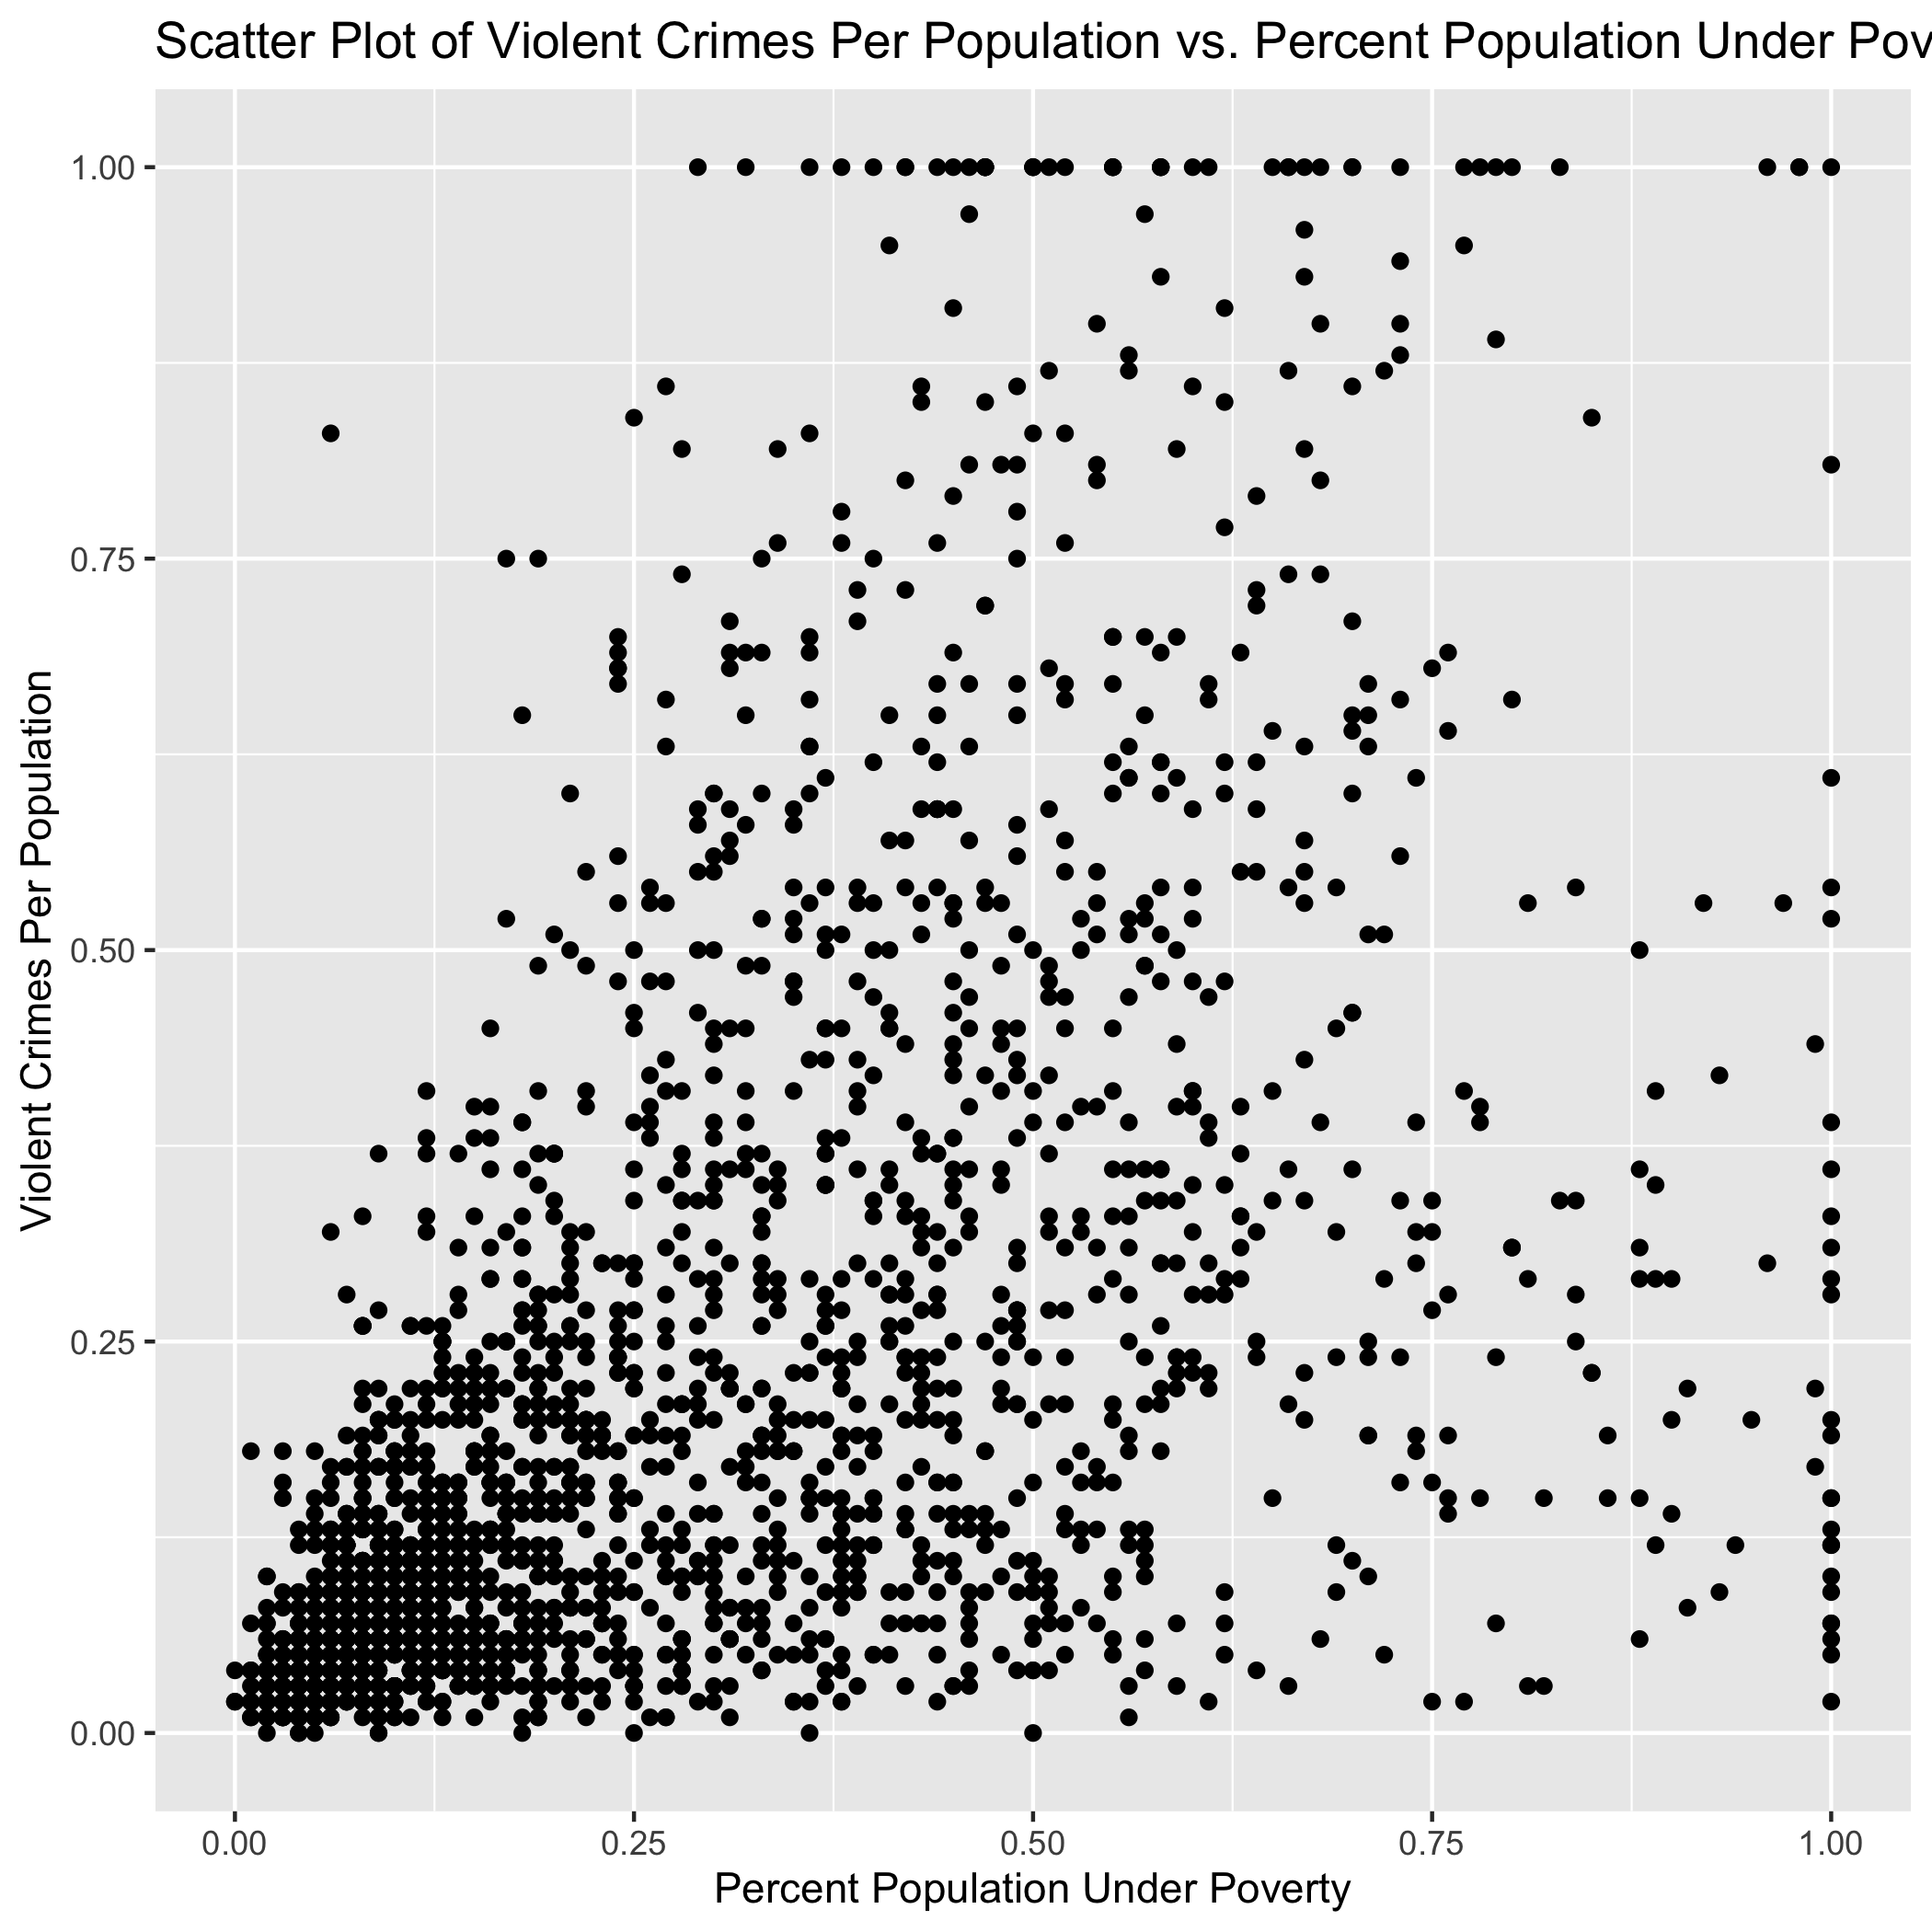 Scatter Plot of Violent Crimes Per Population vs. Percent Population Under Pov
1.00
0.75
0.50
0.25
0.00
Violent Crimes Per Population
0.00 0.25 0.50 0.75 1.00
Percent Population Under Poverty